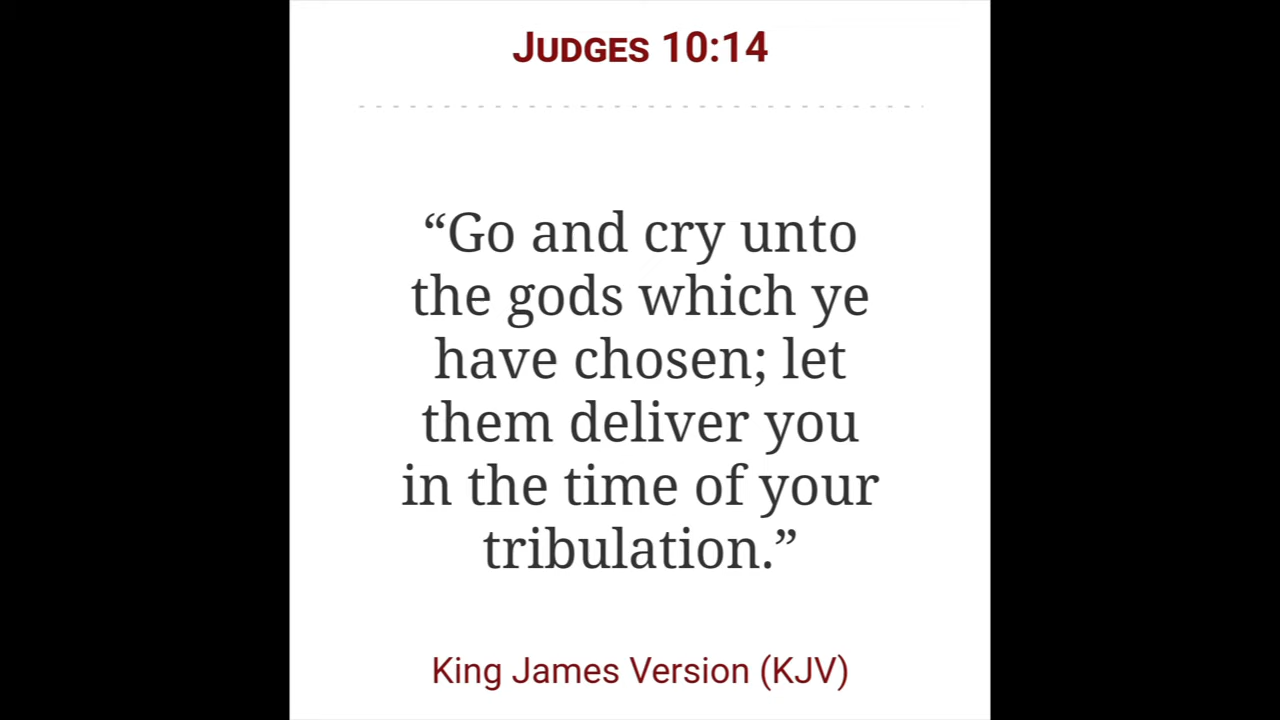 Judges 10:14
“Go and cry unto
the gods which ye
have chosen; let
them deliver you
in the time of your
tribulation.”
King James Version (KJV)